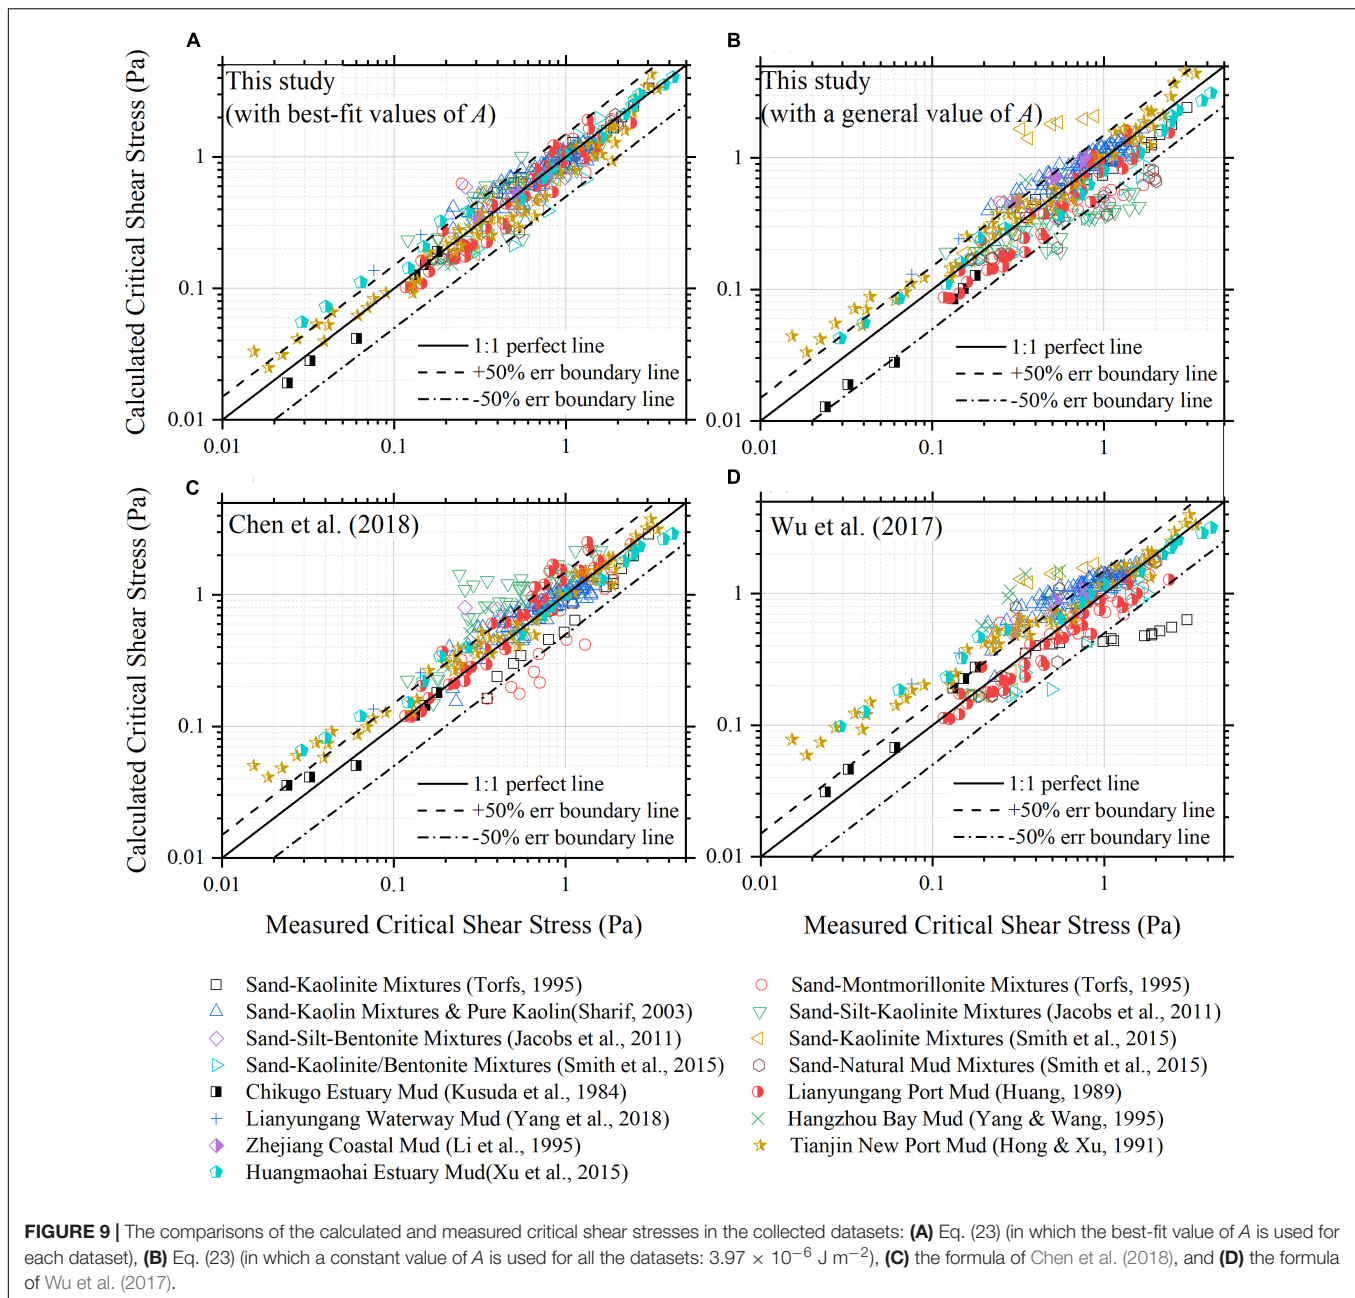 A
Calculated Critical Shear Stress (Pa)
This study
(with best-fit values of A)
1
0.1
0.01
1:1 perfect line
+50% err boundary line
-50% err boundary line
0.01 0.1 1
B
This study
(with a general value of A)
1
0.1
0.01
1:1 perfect line
+50% err boundary line
-50% err boundary line
0.01 0.1 1
C
Calculated Critical Shear Stress (Pa)
Chen et al. (2018)
1
0.1
0.01
1:1 perfect line
+50% err boundary line
-50% err boundary line
0.01 0.1 1
Measured Critical Shear Stress (Pa)
D
Wu et al. (2017)
1
0.1
0.01
1:1 perfect line
+50% err boundary line
-50% err boundary line
0.01 0.1 1
Measured Critical Shear Stress (Pa)
Sand-Kaolinite Mixtures (Torfs, 1995)
Sand-Montmorillonite Mixtures (Torfs, 1995)
Sand-Kaolin Mixtures & Pure Kaolin(Sharif, 2003)
Sand-Silt-Kaolinite Mixtures (Jacobs et al., 2011)
Sand-Silt-Bentonite Mixtures (Jacobs et al., 2011)
Sand-Kaolinite Mixtures (Smith et al., 2015)
Sand-Kaolinite/Bentonite Mixtures (Smith et al., 2015)
Sand-Natural Mud Mixtures (Smith et al., 2015)
Chikugo Estuary Mud (Kusuda et al., 1984)
Lianyungang Port Mud (Huang, 1989)
Lianyungang Waterway Mud (Yang et al., 2018)
Hangzhou Bay Mud (Yang & Wang, 1995)
Zhejiang Coastal Mud (Li et al., 1995)
Tianjin New Port Mud (Hong & Xu, 1991)
Huangmaohai Estuary Mud(Xu et al., 2015)
FIGURE 9 | The comparisons of the calculated and measured critical shear stresses in the collected datasets: (A) Eq. (23) (in which the best-fit value of A is used for
each dataset), (B) Eq. (23) (in which a constant value of A is used for all the datasets: 3.97 × 10⁻⁶ J m⁻²), (C) the formula of Chen et al. (2018), and (D) the formula
of Wu et al. (2017).